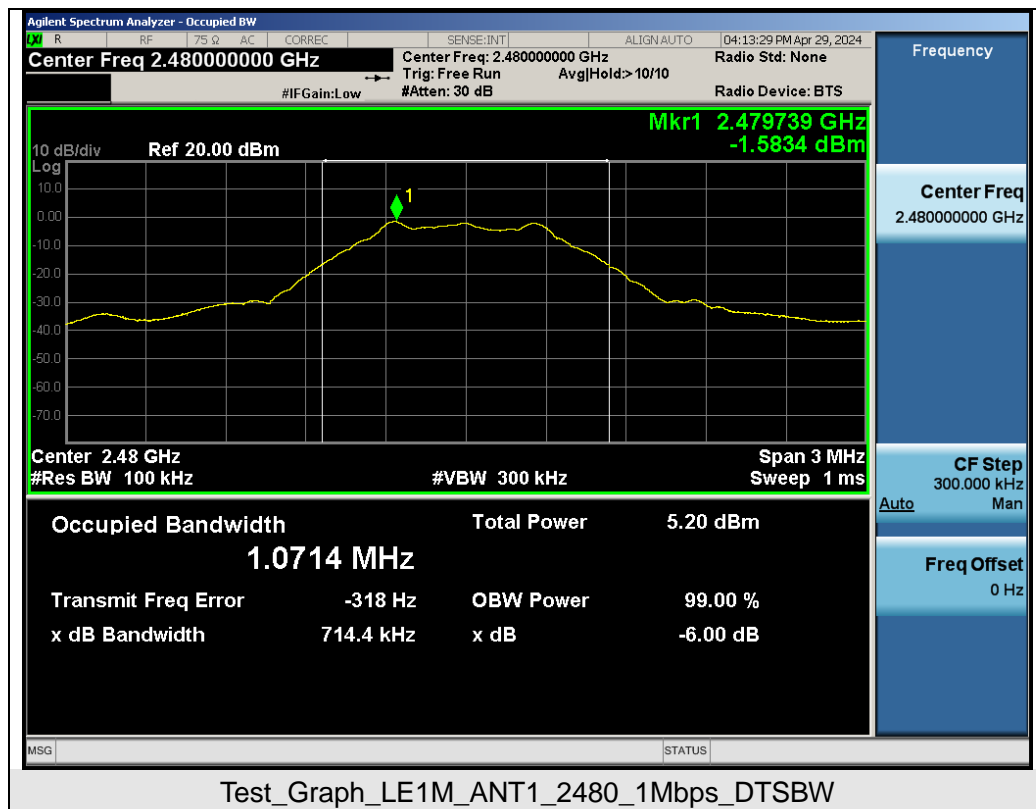 Agilent Spectrum Analyzer - Occupied BW
LXI R RF 75 Ω AC CORREC SENSE:INT ALIGN AUTO 04:13:29 PM Apr 29, 2024
Center Freq 2.480000000 GHz
Center Freq: 2.480000000 GHz
Radio Std: None
Trig: Free Run Avg|Hold:> 10/10
#IFGain:Low
#Atten: 30 dB
Radio Device: BTS
Frequency
Mkr1 2.479739 GHz
-1.5834 dBm
10 dB/div Ref 20.00 dBm
Log
10.0
0.00
-10.0
-20.0
-30.0
-40.0
-50.0
-60.0
-70.0
1
Center 2.48 GHz
Span 3 MHz
#Res BW 100 kHz
#VBW 300 kHz
Sweep 1 ms
Center Freq
2.480000000 GHz
CF Step
300.000 kHz
Auto Man
Freq Offset
0 Hz
Occupied Bandwidth
1.0714 MHz
Total Power 5.20 dBm
Transmit Freq Error -318 Hz
OBW Power 99.00 %
x dB Bandwidth 714.4 kHz
x dB -6.00 dB
MSG
STATUS
Test_Graph_LE1M_ANT1_2480_1Mbps_DTSBW